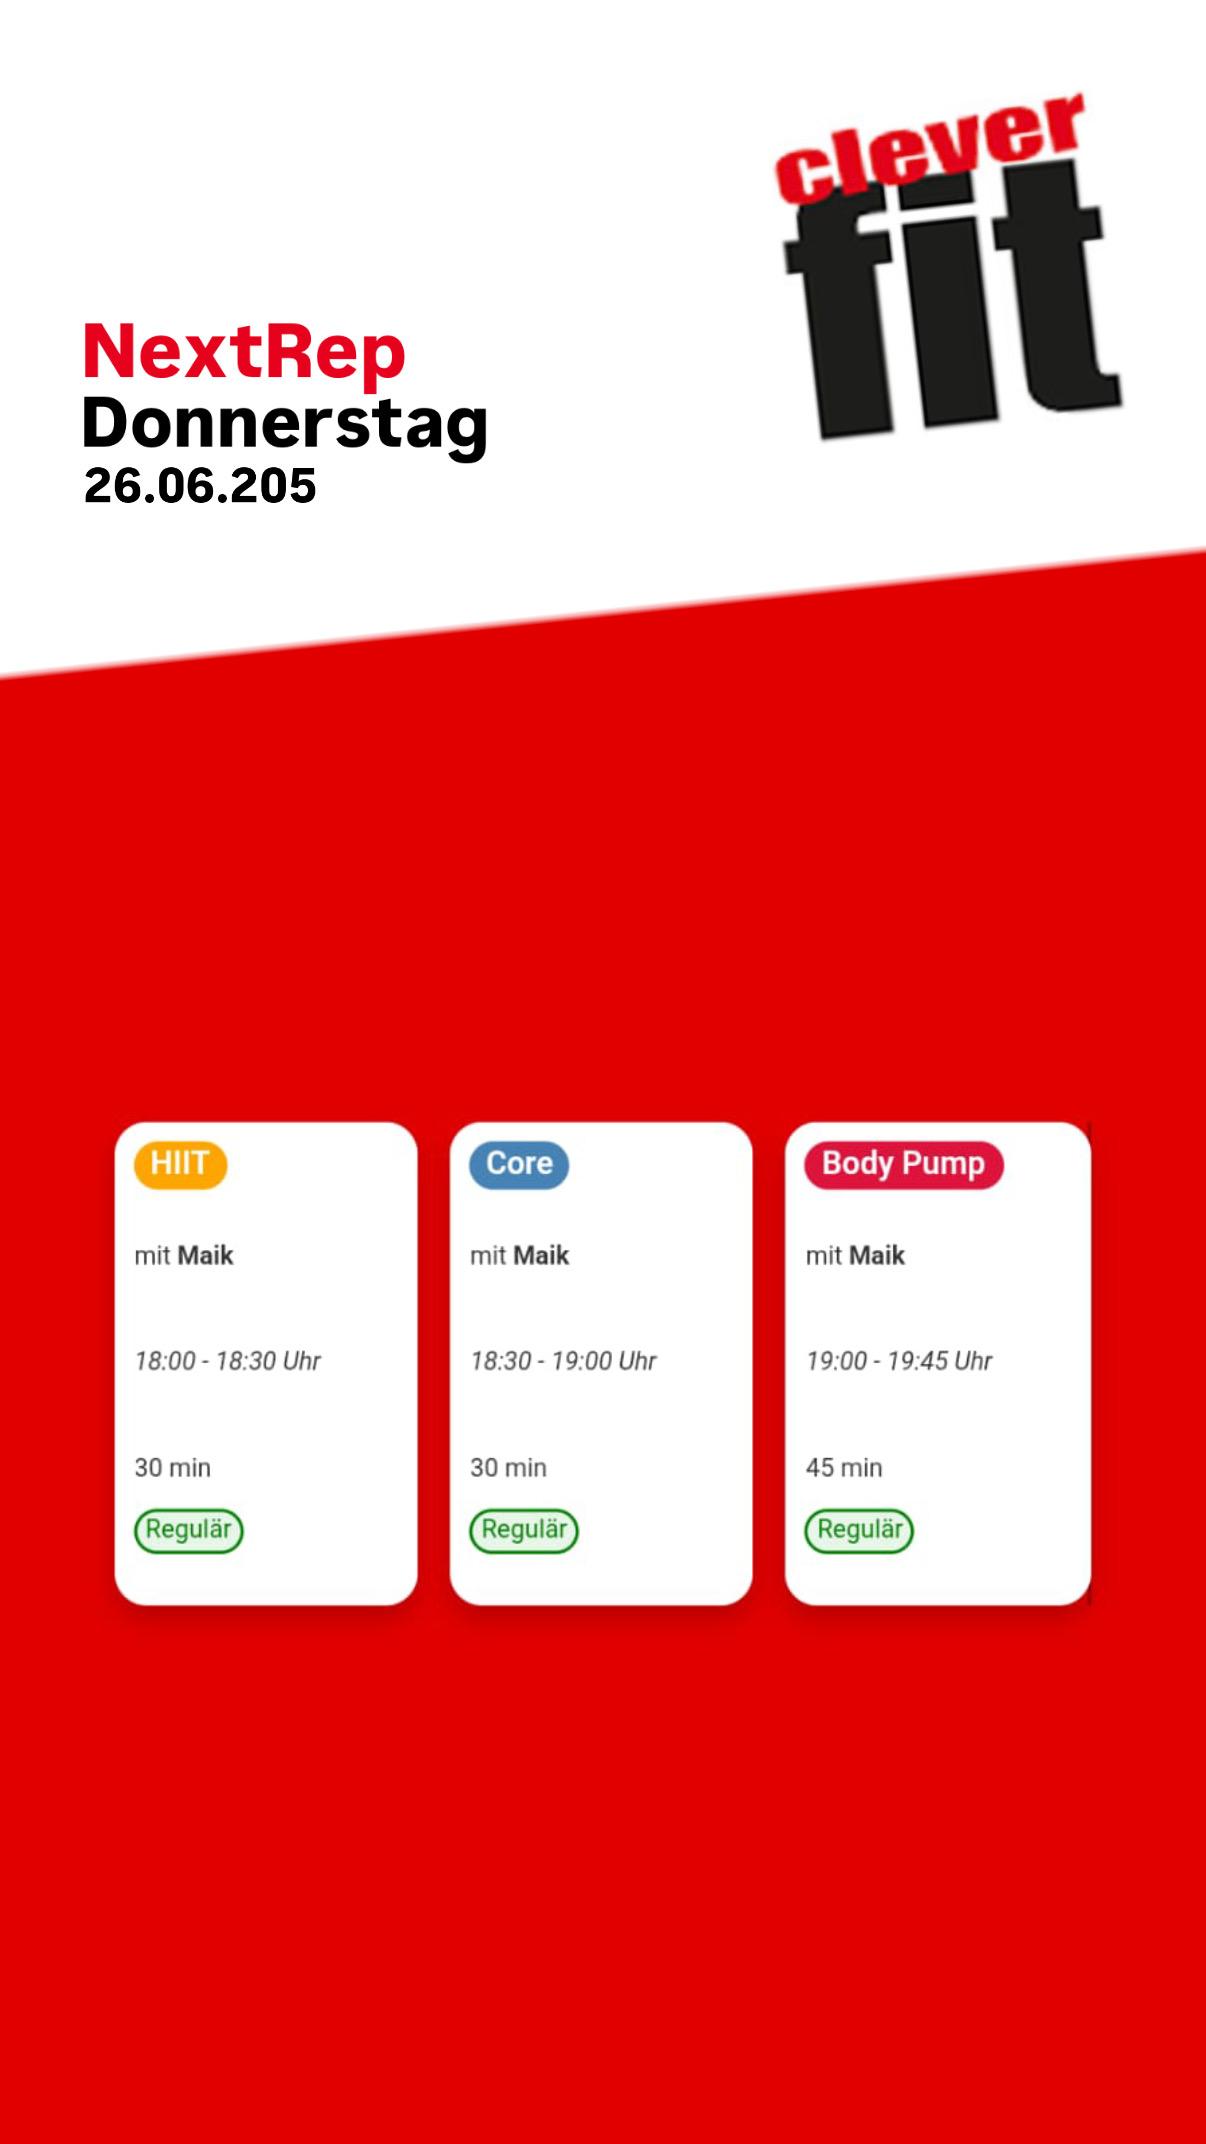 clever
fit
NextRep
Donnerstag
26.06.205
HIIT
mit Maik
18:00 - 18:30 Uhr
30 min
Regulär
Core
mit Maik
18:30 - 19:00 Uhr
30 min
Regulär
Body Pump
mit Maik
19:00 - 19:45 Uhr
45 min
Regulär